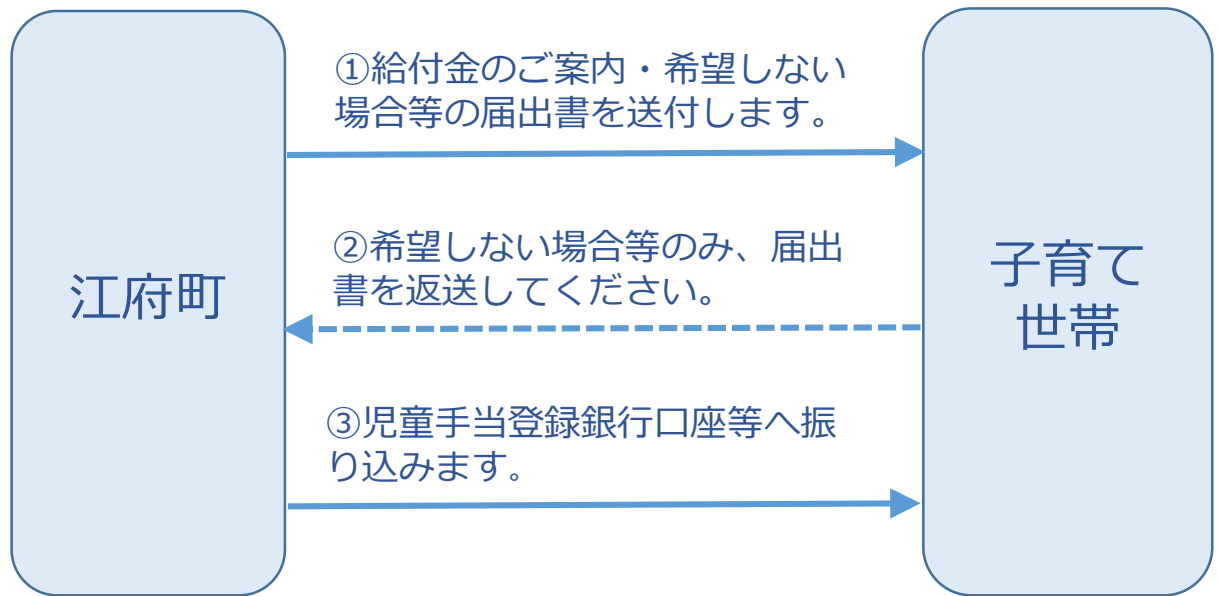 江府町
①給付金のご案内・希望しない
場合等の届出書を送付します。
②希望しない場合等のみ、届出
書を返送してください。
③児童手当登録銀行口座等へ振
り込みます。
子育て
世帯